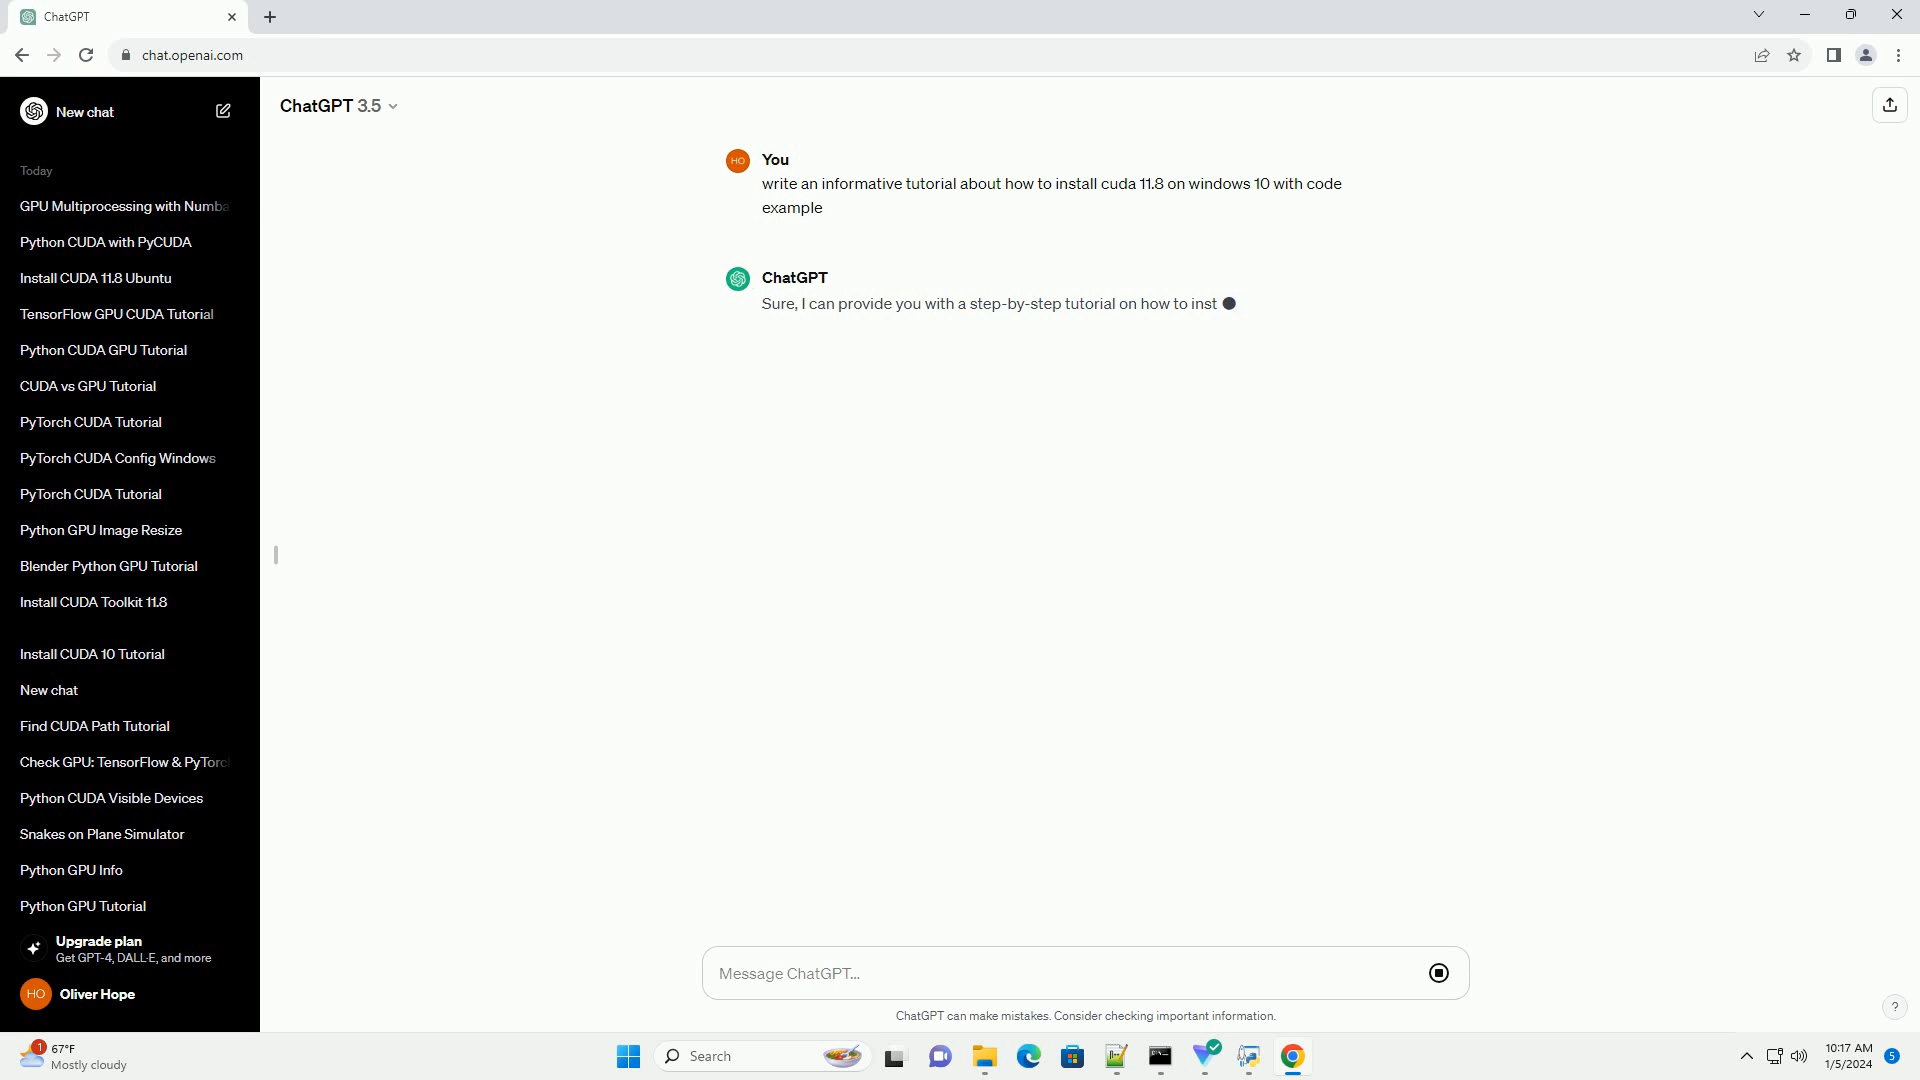 ChatGPT
chat.openai.com
New chat
Today
GPU Multiprocessing with Numba
Python CUDA with PyCUDA
Install CUDA 11.8 Ubuntu
TensorFlow GPU CUDA Tutorial
Python CUDA GPU Tutorial
CUDA vs GPU Tutorial
PyTorch CUDA Tutorial
PyTorch CUDA Config Windows
PyTorch CUDA Tutorial
Python GPU Image Resize
Blender Python GPU Tutorial
Install CUDA Toolkit 11.8
Install CUDA 10 Tutorial
New chat
Find CUDA Path Tutorial
Check GPU: TensorFlow & PyTorc
Python CUDA Visible Devices
Snakes on Plane Simulator
Python GPU Info
Python GPU Tutorial
Upgrade plan
Get GPT-4, DALL·E, and more
HO
Oliver Hope
ChatGPT 3.5
HO
You
write an informative tutorial about how to install cuda 11.8 on windows 10 with code
example
ChatGPT
Sure, I can provide you with a step-by-step tutorial on how to inst
Message ChatGPT...
ChatGPT can make mistakes. Consider checking important information.
?
1
67°F
Mostly cloudy
Search
10:17 AM
1/5/2024
5